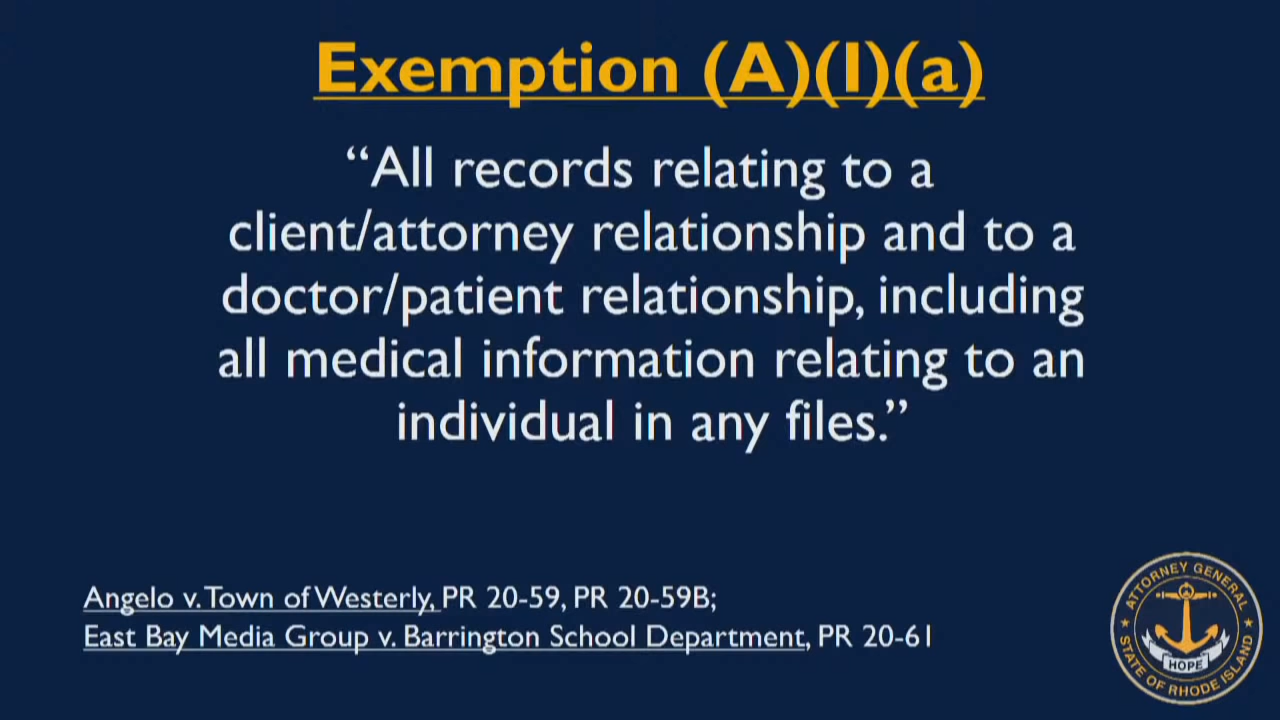 Exemption (A)(I)(a)
“All records relating to a
client/attorney relationship and to a
doctor/patient relationship, including
all medical information relating to an
individual in any files.”
Angelo v. Town of Westerly, PR 20-59, PR 20-59B;
East Bay Media Group v. Barrington School Department, PR 20-61
ATTORNEY GENERAL
HOPE
STATE OF RHODE ISLAND